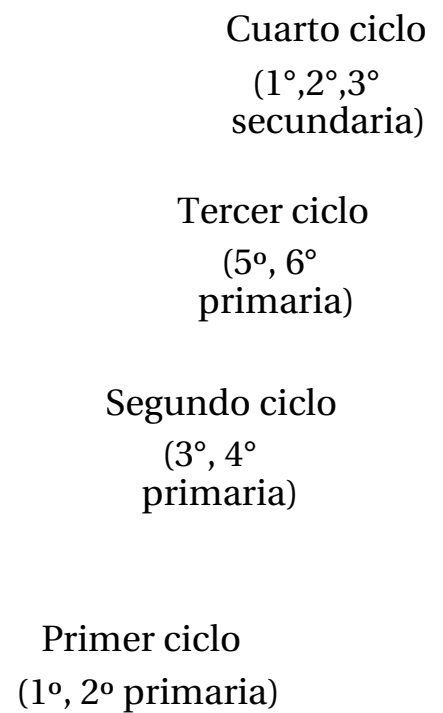 Cuarto ciclo
(1°,2°,3°
secundaria)
Tercer ciclo
(5º, 6°
primaria)
Segundo ciclo
(3°, 4°
primaria)
Primer ciclo
(1º, 2º primaria)